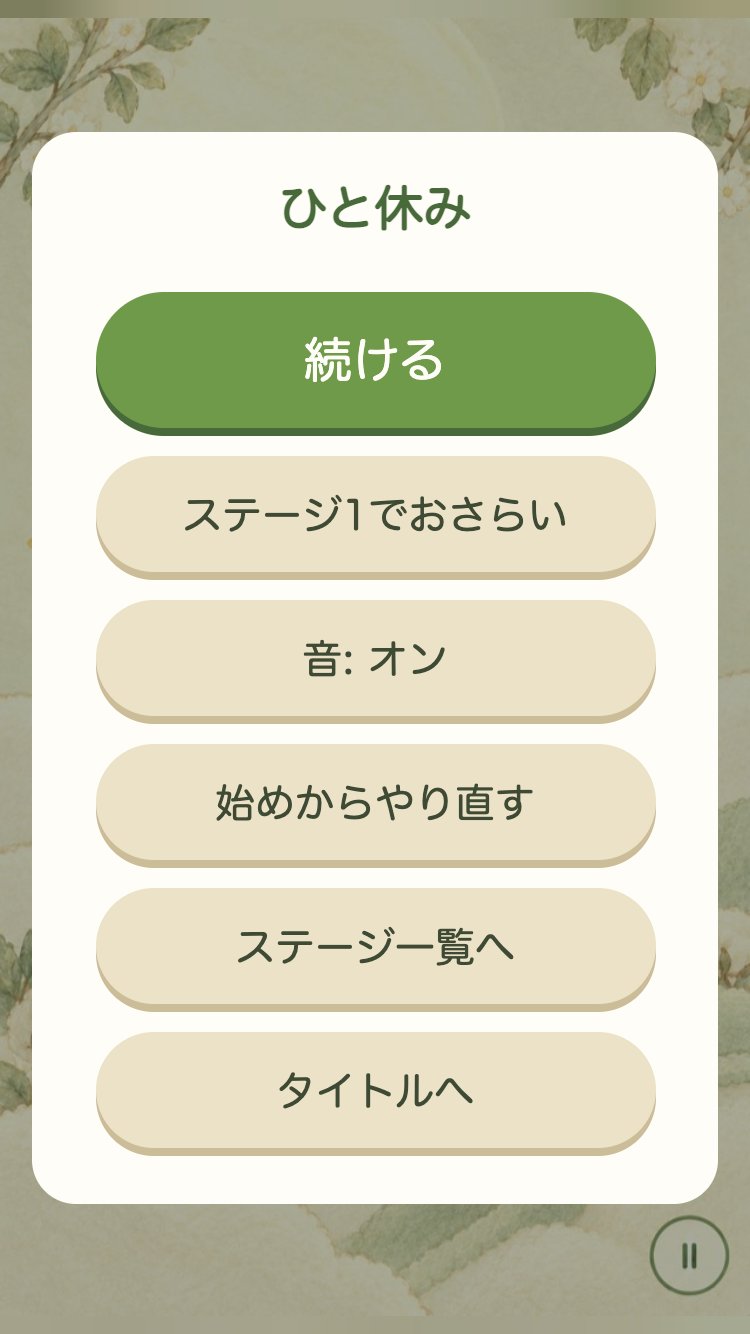 ひと休み
続ける
ステージ1でおさらい
音: オン
始めからやり直す
ステージ一覧へ
タイトルへ